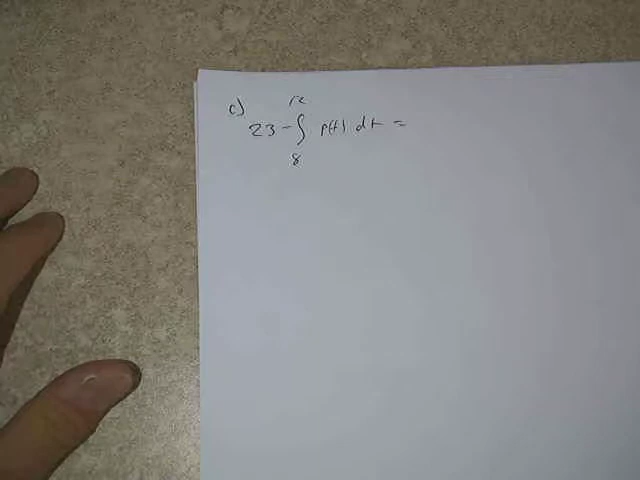 c)
12
23 - ∫ P(t) dt =
8